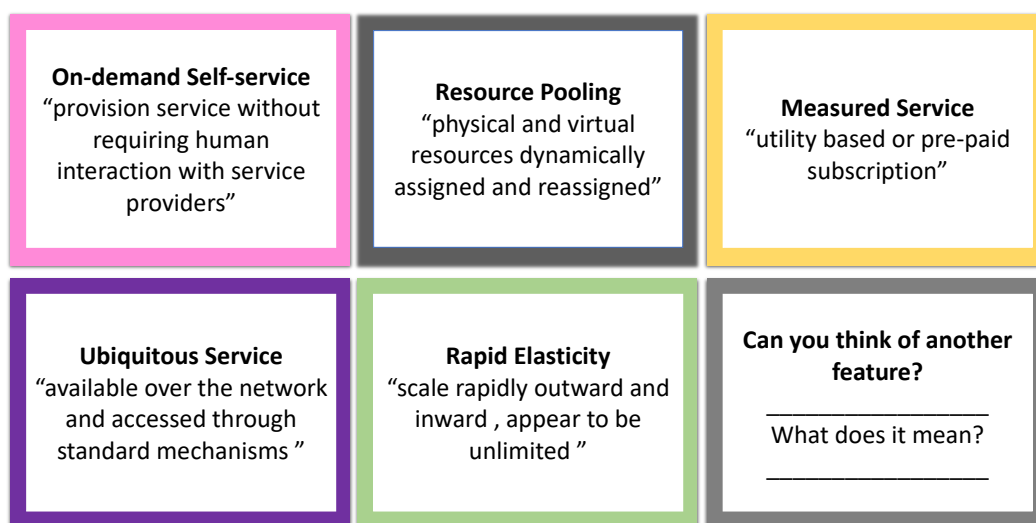 On-demand Self-service
“provision service without
requiring human
interaction with service
providers”
Resource Pooling
“physical and virtual
resources dynamically
assigned and reassigned”
Measured Service
“utility based or pre-paid
subscription”
Ubiquitous Service
“available over the network
and accessed through
standard mechanisms ”
Rapid Elasticity
“scale rapidly outward and
inward , appear to be
unlimited ”
Can you think of another
feature?
_________________
What does it mean?
_________________